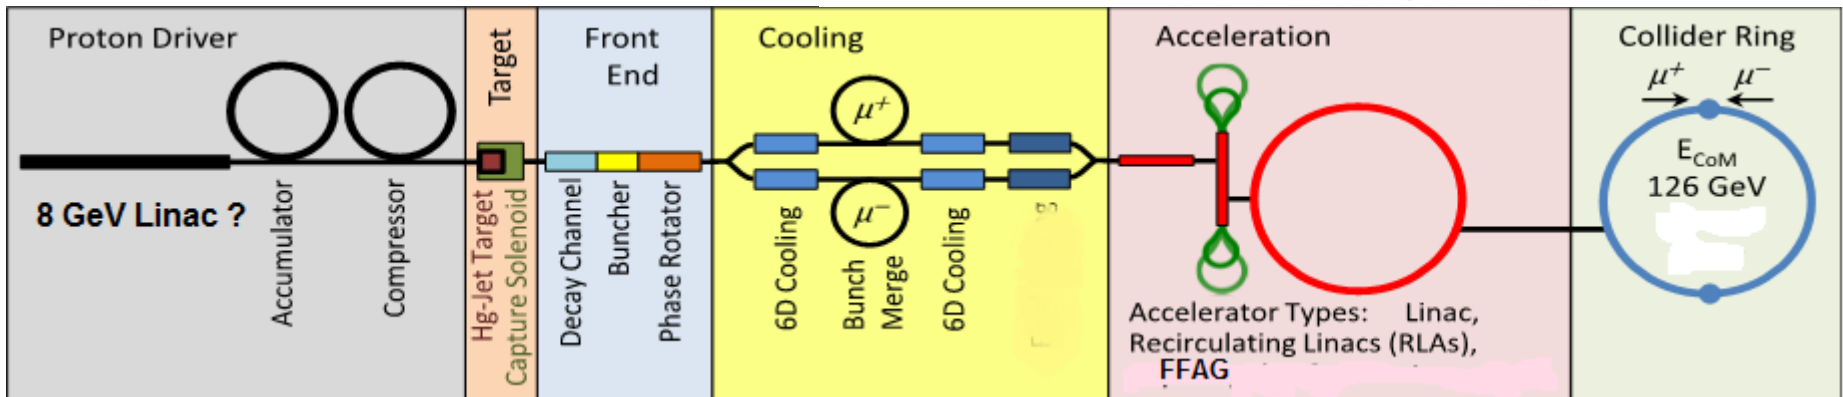 Proton Driver
8 GeV Linac ?
Accumulator
Compressor
Target
Hg-Jet Target
Capture Solenoid
Front
End
Decay Channel
Buncher
Phase Rotator
Cooling
μ+
μ−
6D Cooling
Bunch
Merge
6D Cooling
Acceleration
Accelerator Types: Linac,
Recirculating Linacs (RLAs),
FFAG
Collider Ring
μ+ μ−
ECoM
126 GeV